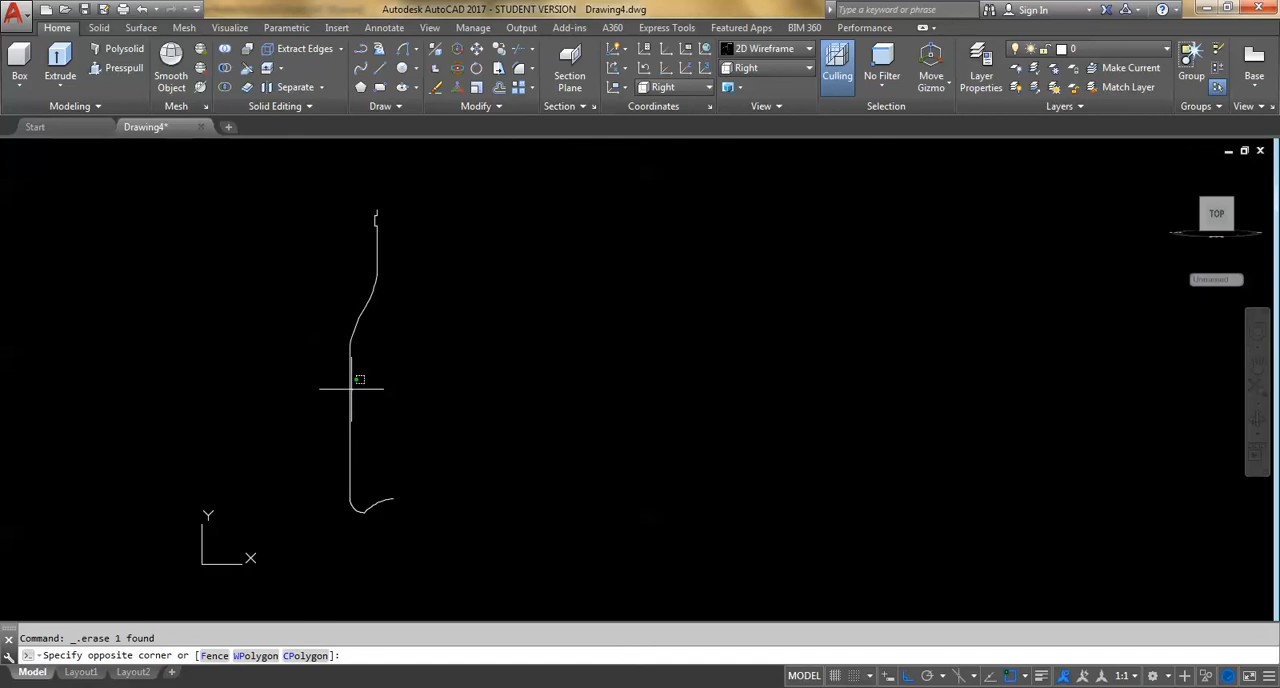 Autodesk AutoCAD 2017 - STUDENT VERSION Drawing4.dwg
Type a keyword or phrase
Sign In
Home Solid Surface Mesh Visualize Parametric Insert Annotate View Manage Output Add-ins A360 Express Tools Featured Apps BIM 360 Performance
Box
Extrude
Polysolid
Presspull
Smooth Object
Extract Edges
Separate
Section Plane
Right
2D Wireframe
Right
Culling
No Filter
Move Gizmo
Layer Properties
0
Make Current
Match Layer
Group
Base
Modeling
Mesh
Solid Editing
Draw
Modify
Section
Coordinates
View
Selection
Layers
Groups
View
Start
Drawing4*
TOP
Unnamed
Y
X
Command: _.erase 1 found
Specify opposite corner or [Fence WPolygon CPolygon]:
Model Layout1 Layout2
MODEL
1:1